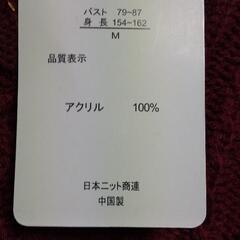 バスト 79~87
身長 154~162
M
品質表示
アクリル 100%
日本ニット商連
中国製